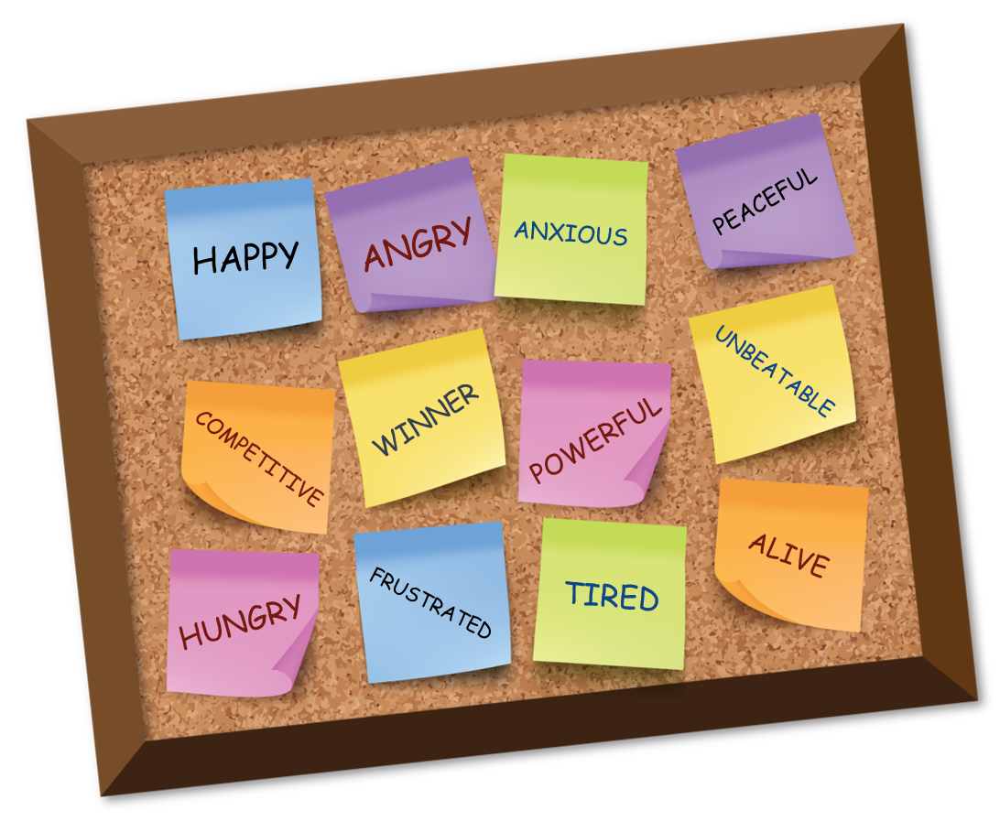 HAPPY
ANGRY
ANXIOUS
PEACEFUL
COMPETITIVE
WINNER
POWERFUL
UNBEATABLE
HUNGRY
FRUSTRATED
TIRED
ALIVE